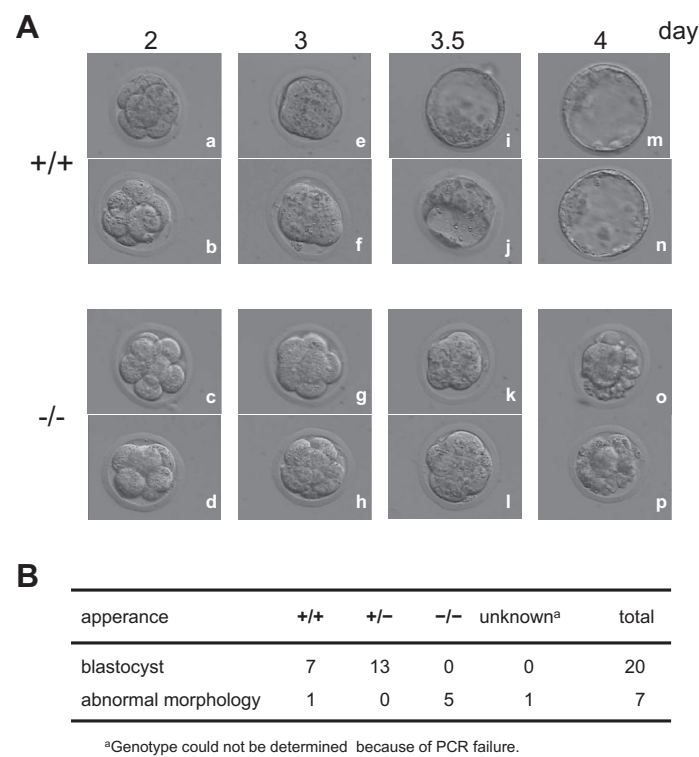 A
2 3 3.5 4 day
a e i m
+/+
b f j n
c g k o
-/-
d h l p
B
apperance +/+ +/− −/− unknownᵃ total
blastocyst 7 13 0 0 20
abnormal morphology 1 0 5 1 7
ᵃGenotype could not be determined because of PCR failure.